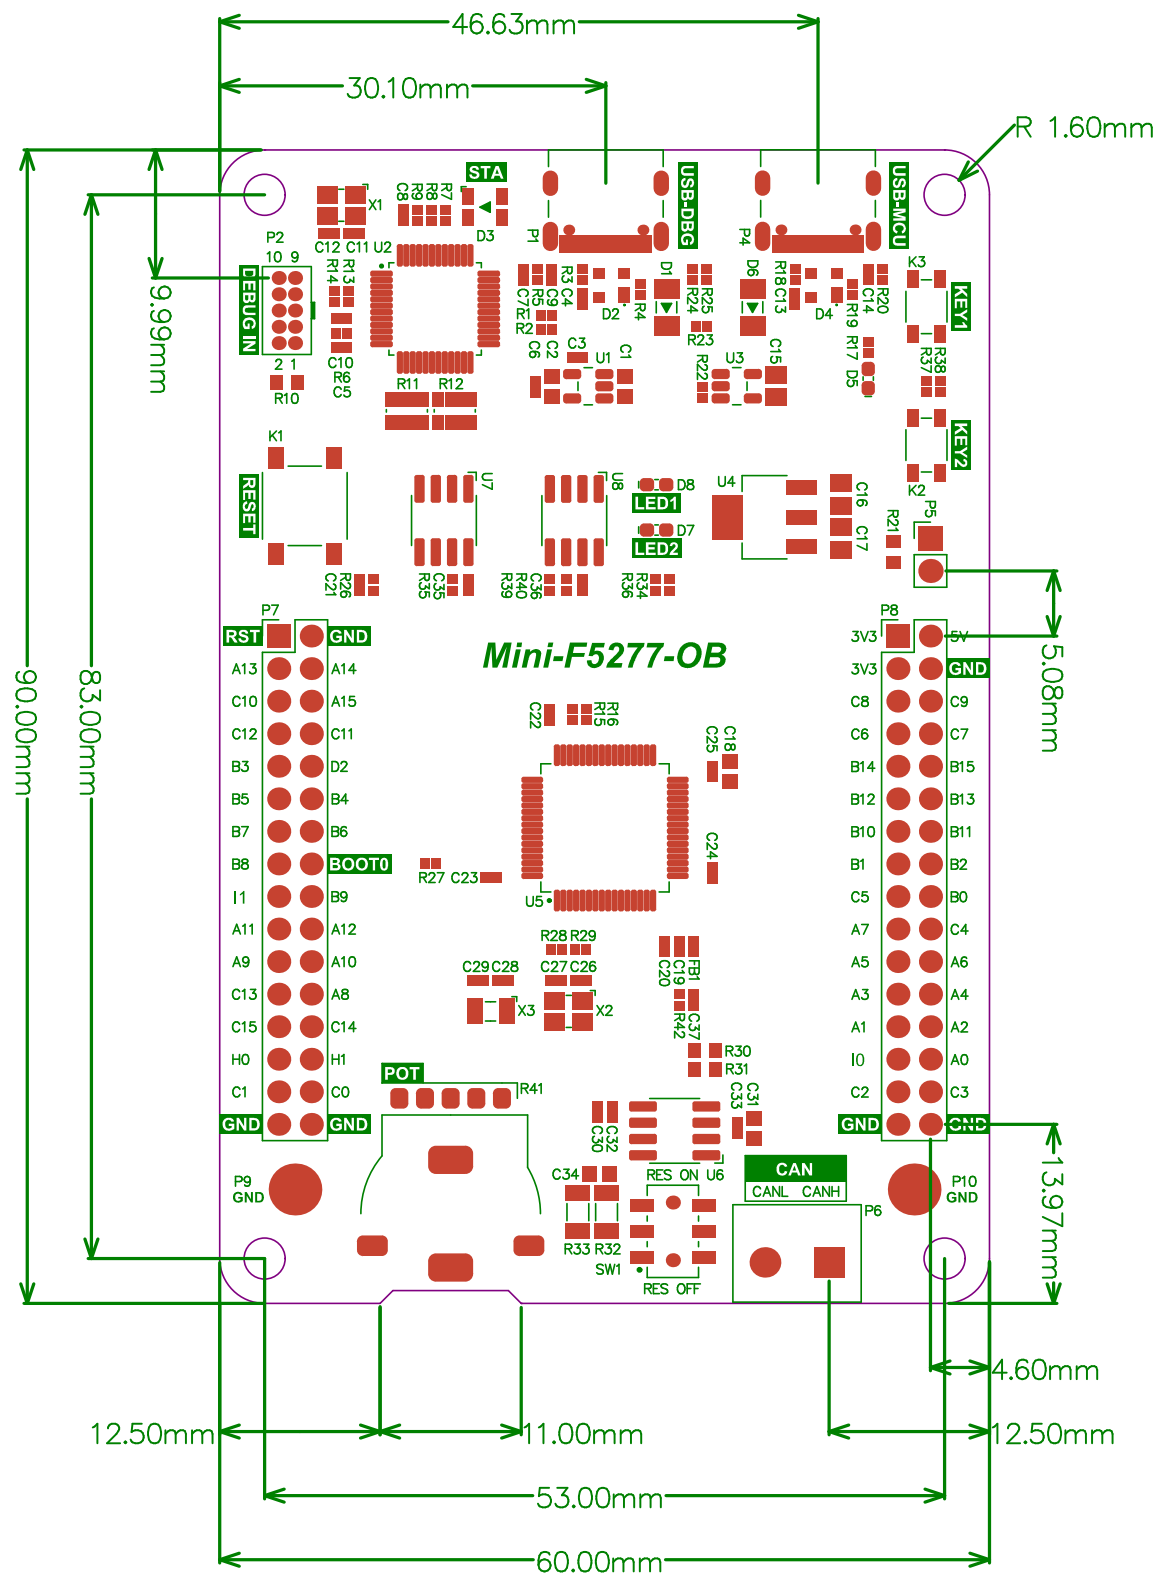 46.63mm
30.10mm
R 1.60mm
90.00mm
83.00mm
9.99mm
5.08mm
13.97mm
4.60mm
12.50mm
11.00mm
12.50mm
53.00mm
60.00mm
STA
USB-DBG
USB-MCU
X1
C8
R9
R8
R7
D3
P1
P4
C12
C11
U2
P2
10 9
R14
R13
DEBUG IN
2 1
R10
C10
R6
C5
R11
R12
C7
R5
C9
R3
C4
D2
R4
D1
R24
R25
D6
R18
C13
D4
R19
C14
R20
K3
KEY1
R1
R2
R23
R17
C6
C2
C3
U1
C1
R22
U3
C15
D5
R37
R38
KEY2
K2
K1
RESET
U7
U8
D8
LED1
D7
LED2
U4
C16
C17
R21
P5
C21
R26
R35
C35
R39
R40
C36
R36
R34
P7
P8
RST GND
3V3 5V
Mini-F5277-OB
A13 A14
3V3 GND
C10 A15
C8 C9
C12 C11
C6 C7
B3 D2
B14 B15
B5 B4
B12 B13
B7 B6
B10 B11
B8 BOOT0
B1 B2
I1 B9
C5 B0
A11 A12
A7 C4
A9 A10
A5 A6
C13 A8
A3 A4
C15 C14
A1 A2
H0 H1
I0 A0
C1 C0
C2 C3
GND GND
GND GND
C22
R15
R16
C25
C18
C24
R27
C23
U5
R28
R29
C20
C19
FB1
C29
C28
C27
C26
X3
X2
R42
C37
R30
R31
POT
R41
C30
C32
C33
C31
RES ON
U6
CAN
CANL CANH
P9
GND
P10
GND
C34
P6
R33
R32
SW1
RES OFF